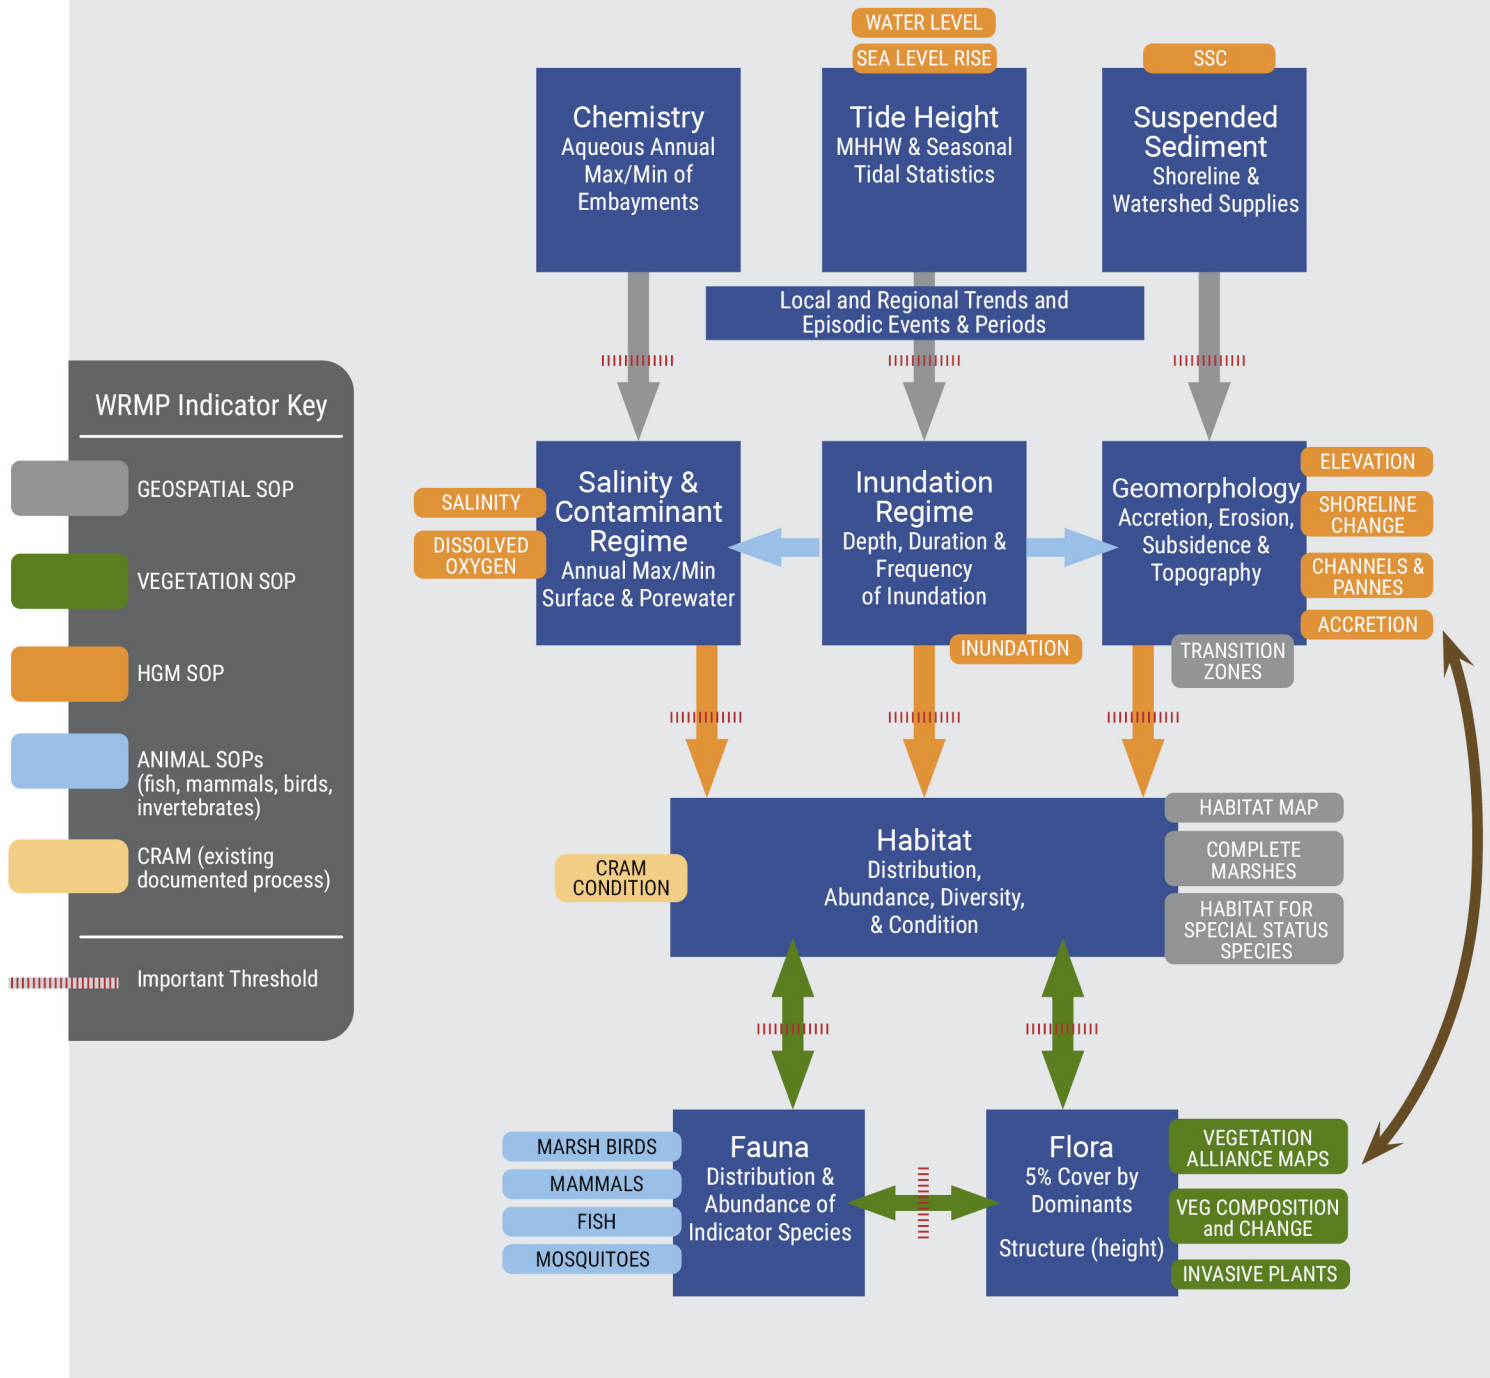 WATER LEVEL
SEA LEVEL RISE
SSC
Chemistry
Aqueous Annual
Max/Min of
Embayments
Tide Height
MHHW & Seasonal
Tidal Statistics
Suspended
Sediment
Shoreline &
Watershed Supplies
Local and Regional Trends and
Episodic Events & Periods
WRMP Indicator Key
GEOSPATIAL SOP
VEGETATION SOP
HGM SOP
ANIMAL SOPs
(fish, mammals, birds,
invertebrates)
CRAM (existing
documented process)
Important Threshold
SALINITY
DISSOLVED
OXYGEN
Salinity &
Contaminant
Regime
Annual Max/Min
Surface & Porewater
Inundation
Regime
Depth, Duration &
Frequency
of Inundation
INUNDATION
Geomorphology
Accretion, Erosion,
Subsidence &
Topography
ELEVATION
SHORELINE
CHANGE
CHANNELS &
PANNES
ACCRETION
TRANSITION
ZONES
CRAM
CONDITION
Habitat
Distribution,
Abundance, Diversity,
& Condition
HABITAT MAP
COMPLETE
MARSHES
HABITAT FOR
SPECIAL STATUS
SPECIES
MARSH BIRDS
MAMMALS
FISH
MOSQUITOES
Fauna
Distribution &
Abundance of
Indicator Species
Flora
5% Cover by
Dominants
Structure (height)
VEGETATION
ALLIANCE MAPS
VEG COMPOSITION
and CHANGE
INVASIVE PLANTS